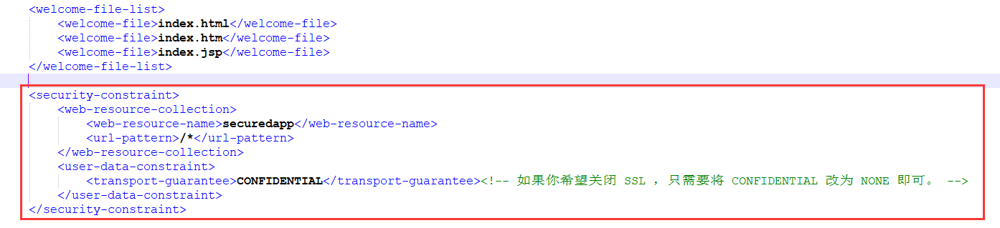 <welcome-file-list>
<welcome-file>index.html</welcome-file>
<welcome-file>index.htm</welcome-file>
<welcome-file>index.jsp</welcome-file>
</welcome-file-list>
<security-constraint>
<web-resource-collection>
<web-resource-name>securedapp</web-resource-name>
<url-pattern>/*</url-pattern>
</web-resource-collection>
<user-data-constraint>
<transport-guarantee>CONFIDENTIAL</transport-guarantee><!-- 如果你希望关闭 SSL ，只需要将 CONFIDENTIAL 改为 NONE 即可。 -->
</user-data-constraint>
</security-constraint>